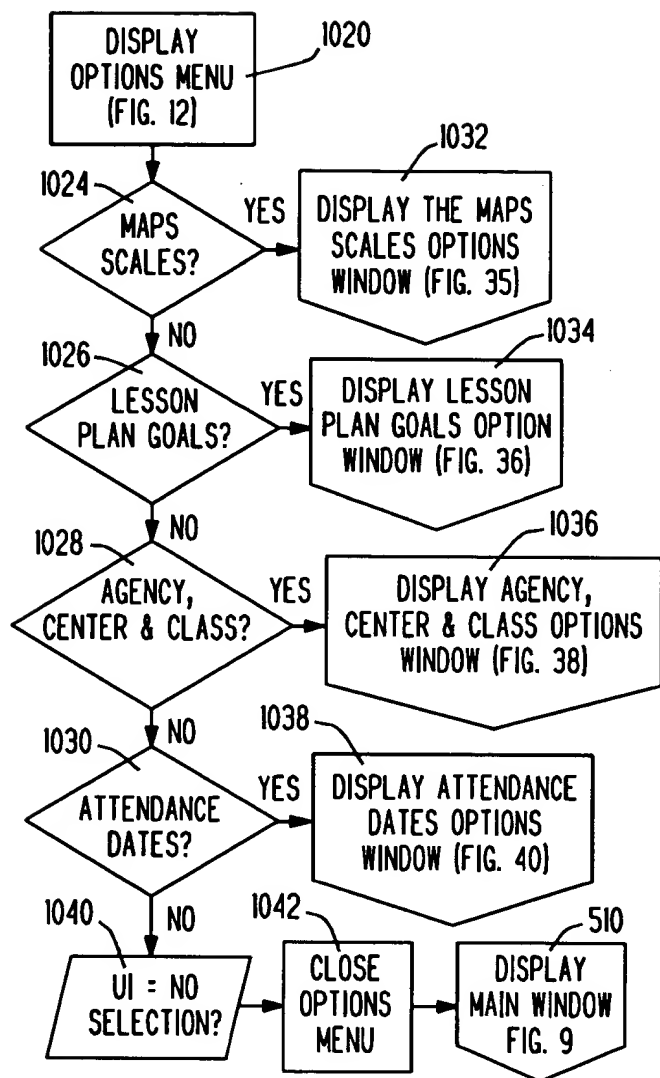 DISPLAY
OPTIONS MENU
(FIG. 12)
1020
1024
MAPS
SCALES?
YES
1032
DISPLAY THE MAPS
SCALES OPTIONS
WINDOW (FIG. 35)
NO
1026
LESSON
PLAN GOALS?
YES
1034
DISPLAY LESSON
PLAN GOALS OPTION
WINDOW (FIG. 36)
NO
1028
AGENCY,
CENTER & CLASS?
YES
1036
DISPLAY AGENCY,
CENTER & CLASS OPTIONS
WINDOW (FIG. 38)
NO
1030
ATTENDANCE
DATES?
YES
1038
DISPLAY ATTENDANCE
DATES OPTIONS
WINDOW (FIG. 40)
NO
1040
UI = NO
SELECTION?
1042
CLOSE
OPTIONS
MENU
510
DISPLAY
MAIN WINDOW
FIG. 9